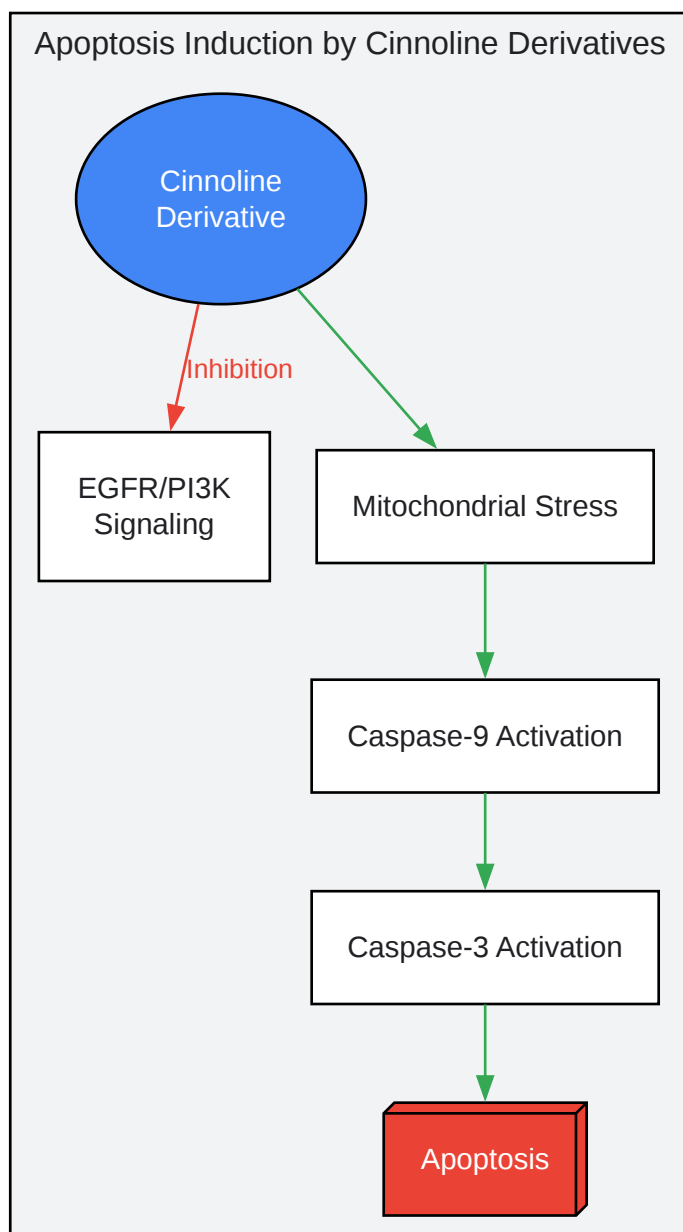 Apoptosis Induction by Cinnoline Derivatives
Cinnoline
Derivative
Inhibition
EGFR/PI3K
Signaling
Mitochondrial Stress
Caspase-9 Activation
Caspase-3 Activation
Apoptosis